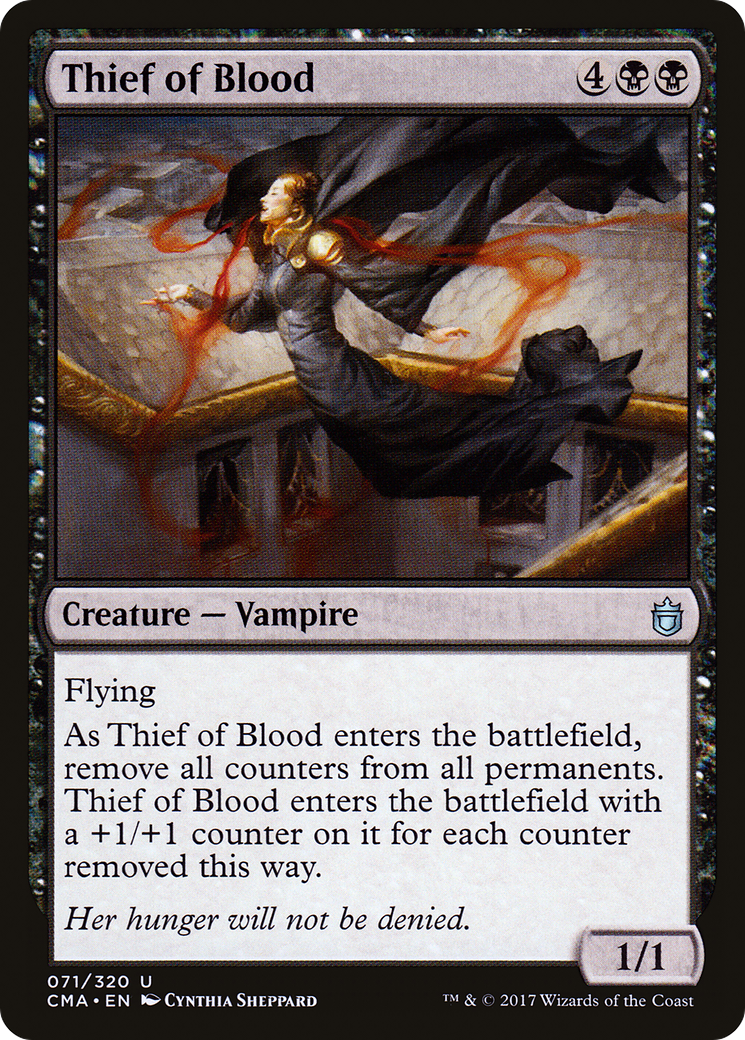 Thief of Blood 4
Creature — Vampire
Flying
As Thief of Blood enters the battlefield,
remove all counters from all permanents.
Thief of Blood enters the battlefield with
a +1/+1 counter on it for each counter
removed this way.
Her hunger will not be denied.
1/1
071/320 U
CMA • EN Cynthia Sheppard
™ & © 2017 Wizards of the Coast